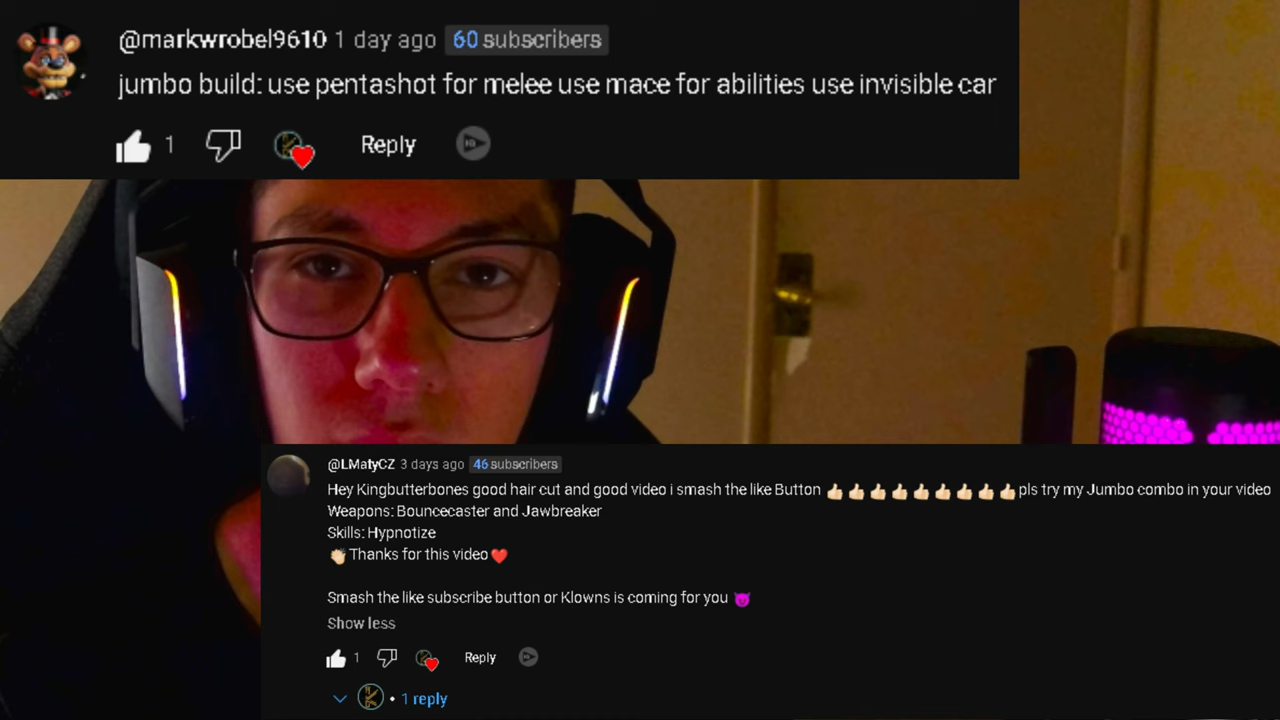 @markwrobel9610 1 day ago 60 subscribers
jumbo build: use pentashot for melee use mace for abilities use invisible car
1 Reply
@LMatyCZ 3 days ago 46 subscribers
Hey Kingbutterbones good hair cut and good video i smash the like Button 👍🏻👍🏻👍🏻👍🏻👍🏻👍🏻👍🏻👍🏻👍🏻pls try my Jumbo combo in your video
Weapons: Bouncecaster and Jawbreaker
Skills: Hypnotize
👏🏻Thanks for this video❤️
Smash the like subscribe button or Klowns is coming for you 😈
Show less
1 Reply
• 1 reply